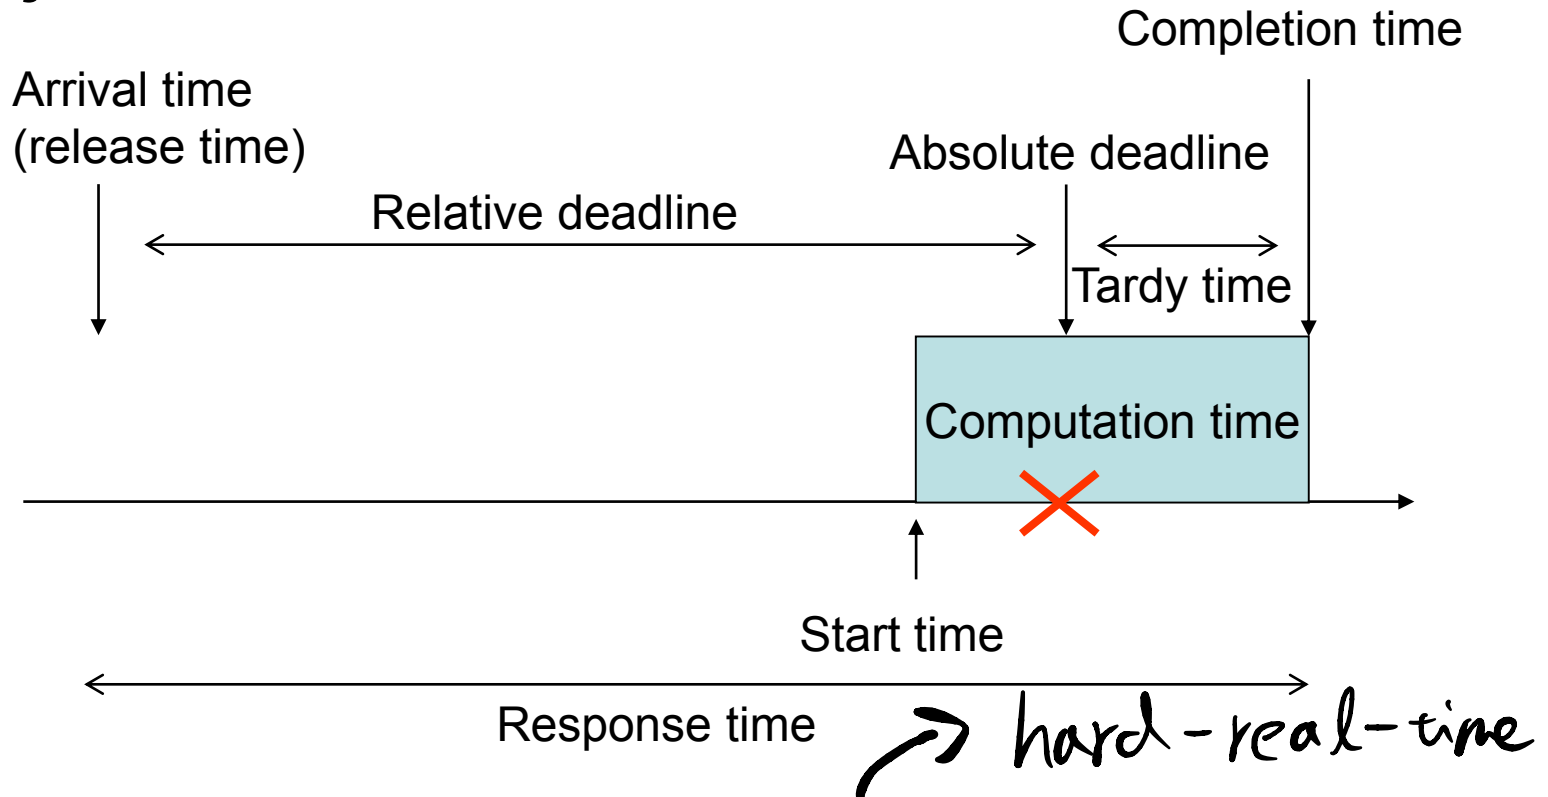 Completion time
Arrival time
(release time)
Absolute deadline
Relative deadline
Tardy time
Computation time
Start time
Response time
hard-real-time